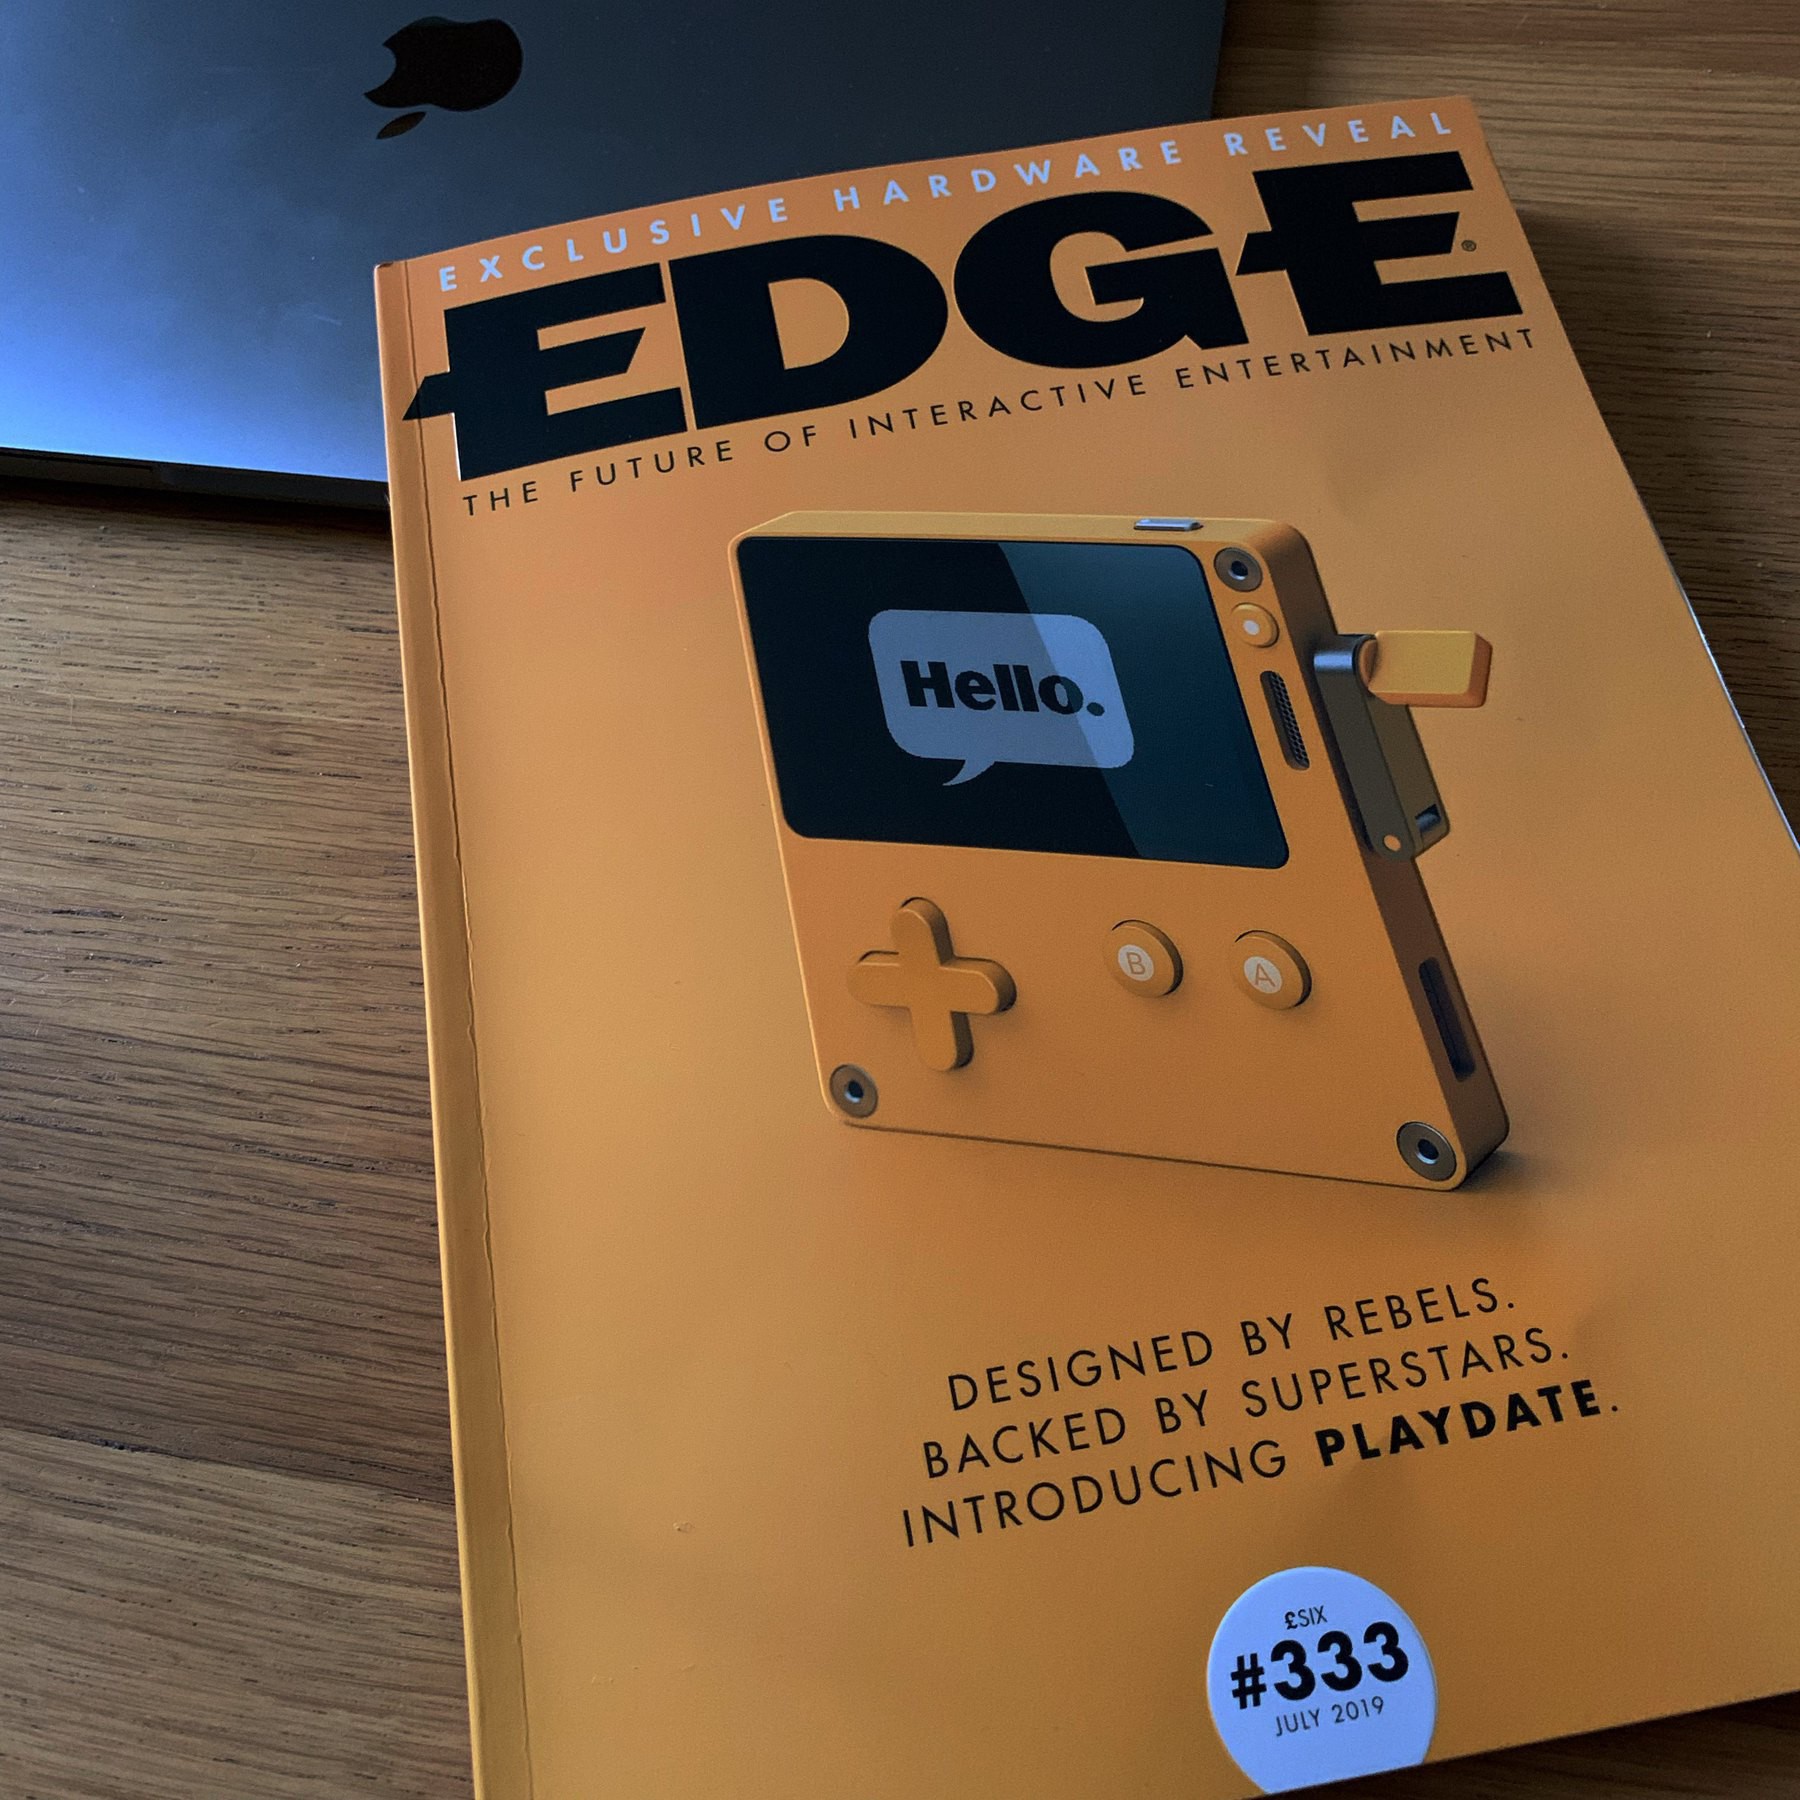 EXCLUSIVE HARDWARE REVEAL
EDGE®
THE FUTURE OF INTERACTIVE ENTERTAINMENT
Hello.
B A
DESIGNED BY REBELS.
BACKED BY SUPERSTARS.
INTRODUCING PLAYDATE.
£SIX
#333
JULY 2019